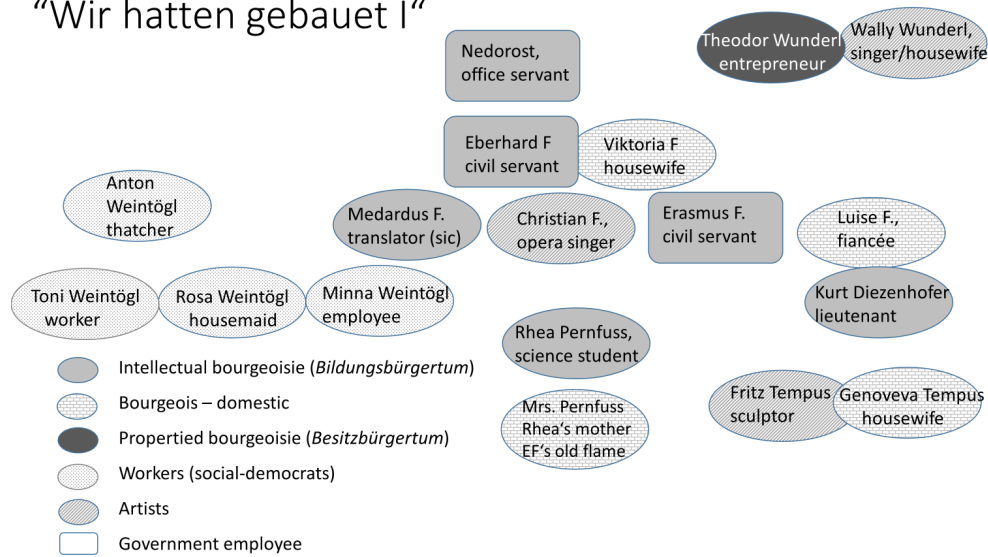 “Wir hatten gebauet I“
Nedorost,
office servant
Theodor Wunderl
entrepreneur
Wally Wunderl,
singer/housewife
Eberhard F
civil servant
Viktoria F
housewife
Anton
Weintögl
thatcher
Medardus F.
translator (sic)
Christian F.,
opera singer
Erasmus F.
civil servant
Luise F.,
fiancée
Toni Weintögl
worker
Rosa Weintögl
housemaid
Minna Weintögl
employee
Kurt Diezenhofer
lieutenant
Rhea Pernfuss,
science student
Fritz Tempus
sculptor
Genoveva Tempus
housewife
Mrs. Pernfuss
Rhea‘s mother
EF‘s old flame
Intellectual bourgeoisie (Bildungsbürgertum)
Bourgeois – domestic
Propertied bourgeoisie (Besitzbürgertum)
Workers (social-democrats)
Artists
Government employee